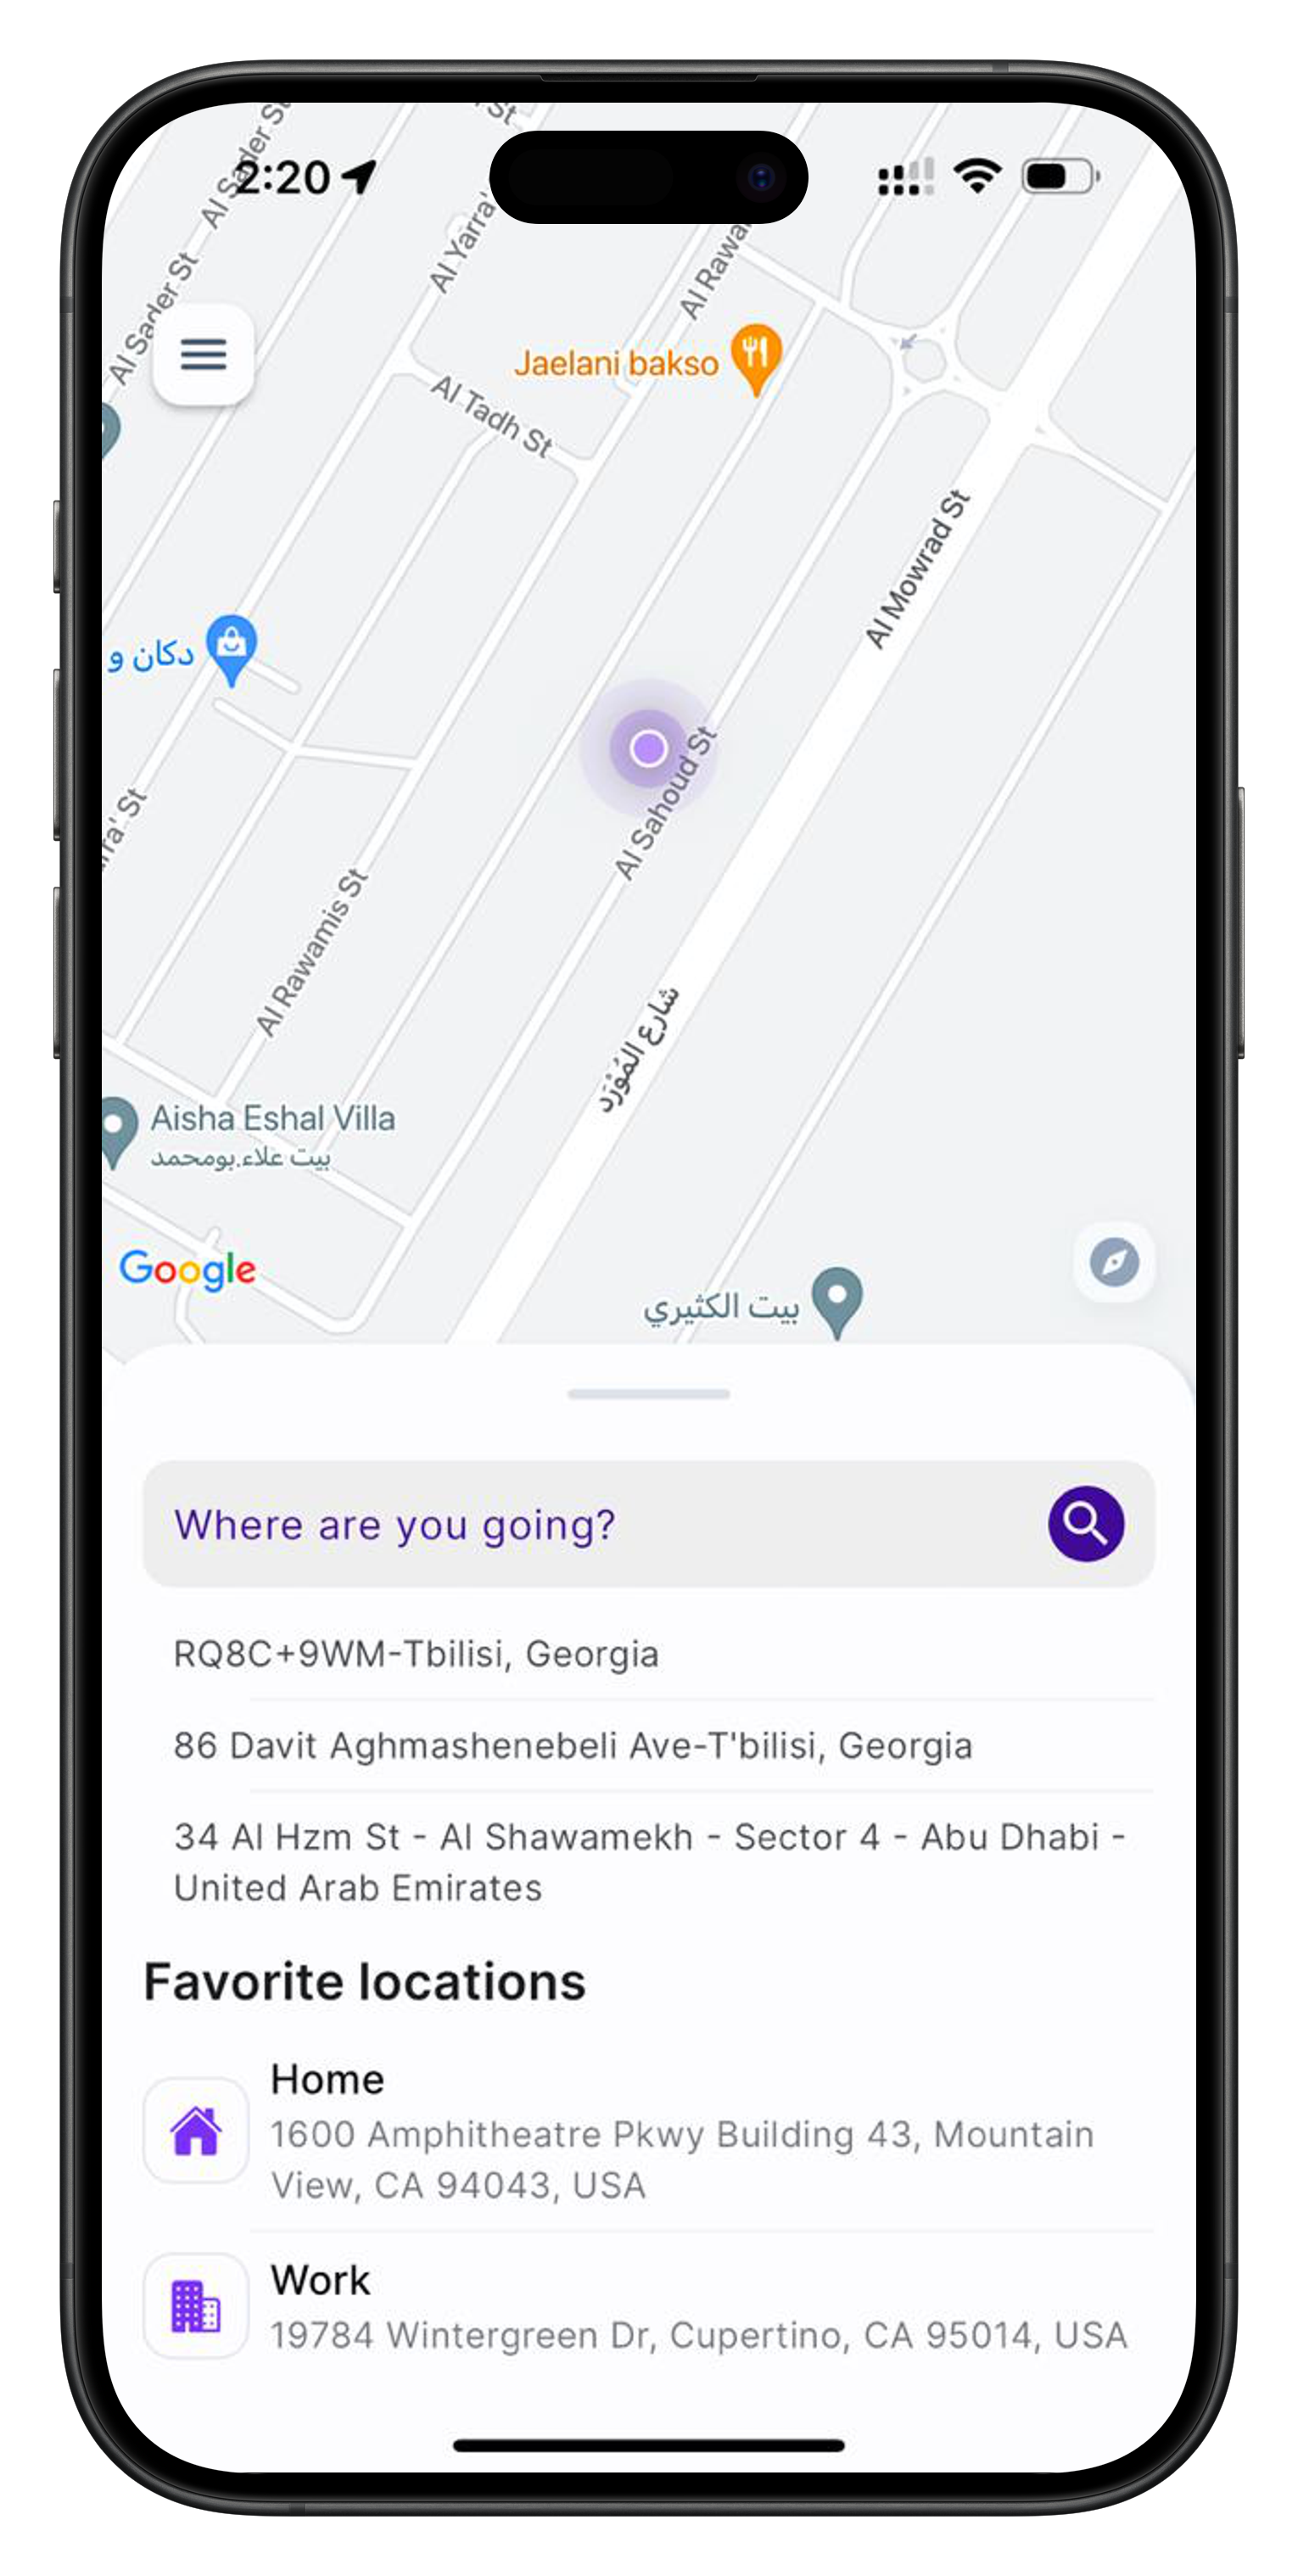 2:20
Al Sader St
Al Sader St
Al Yarra'
Al Rawa
St
Jaelani bakso
Al Tadh St
Al Mowrad St
دكان و
Al Sahoud St
rra' St
Al Rawamis St
شارع المُوْرَد
Aisha Eshal Villa
بيت علاء.بومحمد
Google
بيت الكثيري
Where are you going?
RQ8C+9WM-Tbilisi, Georgia
86 Davit Aghmashenebeli Ave-T'bilisi, Georgia
34 Al Hzm St - Al Shawamekh - Sector 4 - Abu Dhabi -
United Arab Emirates
Favorite locations
Home
1600 Amphitheatre Pkwy Building 43, Mountain
View, CA 94043, USA
Work
19784 Wintergreen Dr, Cupertino, CA 95014, USA